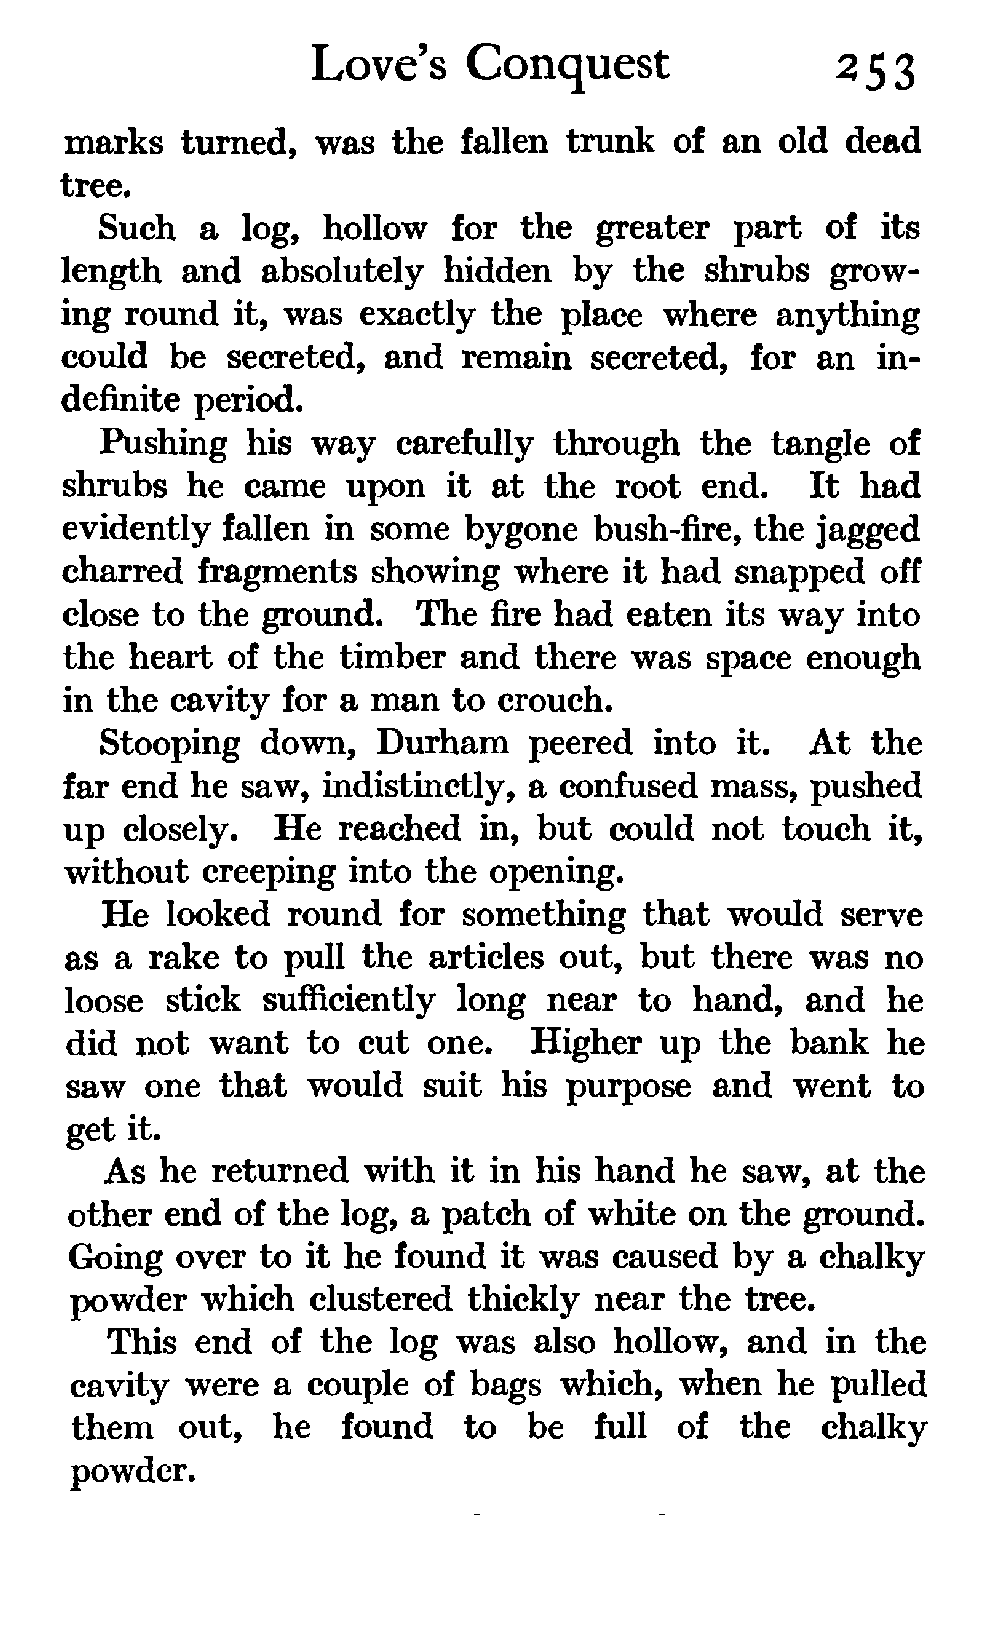 Love's Conquest 253
marks turned, was the fallen trunk of an old dead
tree.
Such a log, hollow for the greater part of its
length and absolutely hidden by the shrubs grow-
ing round it, was exactly the place where anything
could be secreted, and remain secreted, for an in-
definite period.
Pushing his way carefully through the tangle of
shrubs he came upon it at the root end. It had
evidently fallen in some bygone bush-fire, the jagged
charred fragments showing where it had snapped off
close to the ground. The fire had eaten its way into
the heart of the timber and there was space enough
in the cavity for a man to crouch.
Stooping down, Durham peered into it. At the
far end he saw, indistinctly, a confused mass, pushed
up closely. He reached in, but could not touch it,
without creeping into the opening.
He looked round for something that would serve
as a rake to pull the articles out, but there was no
loose stick sufficiently long near to hand, and he
did not want to cut one. Higher up the bank he
saw one that would suit his purpose and went to
get it.
As he returned with it in his hand he saw, at the
other end of the log, a patch of white on the ground.
Going over to it he found it was caused by a chalky
powder which clustered thickly near the tree.
This end of the log was also hollow, and in the
cavity were a couple of bags which, when he pulled
them out, he found to be full of the chalky
powder.